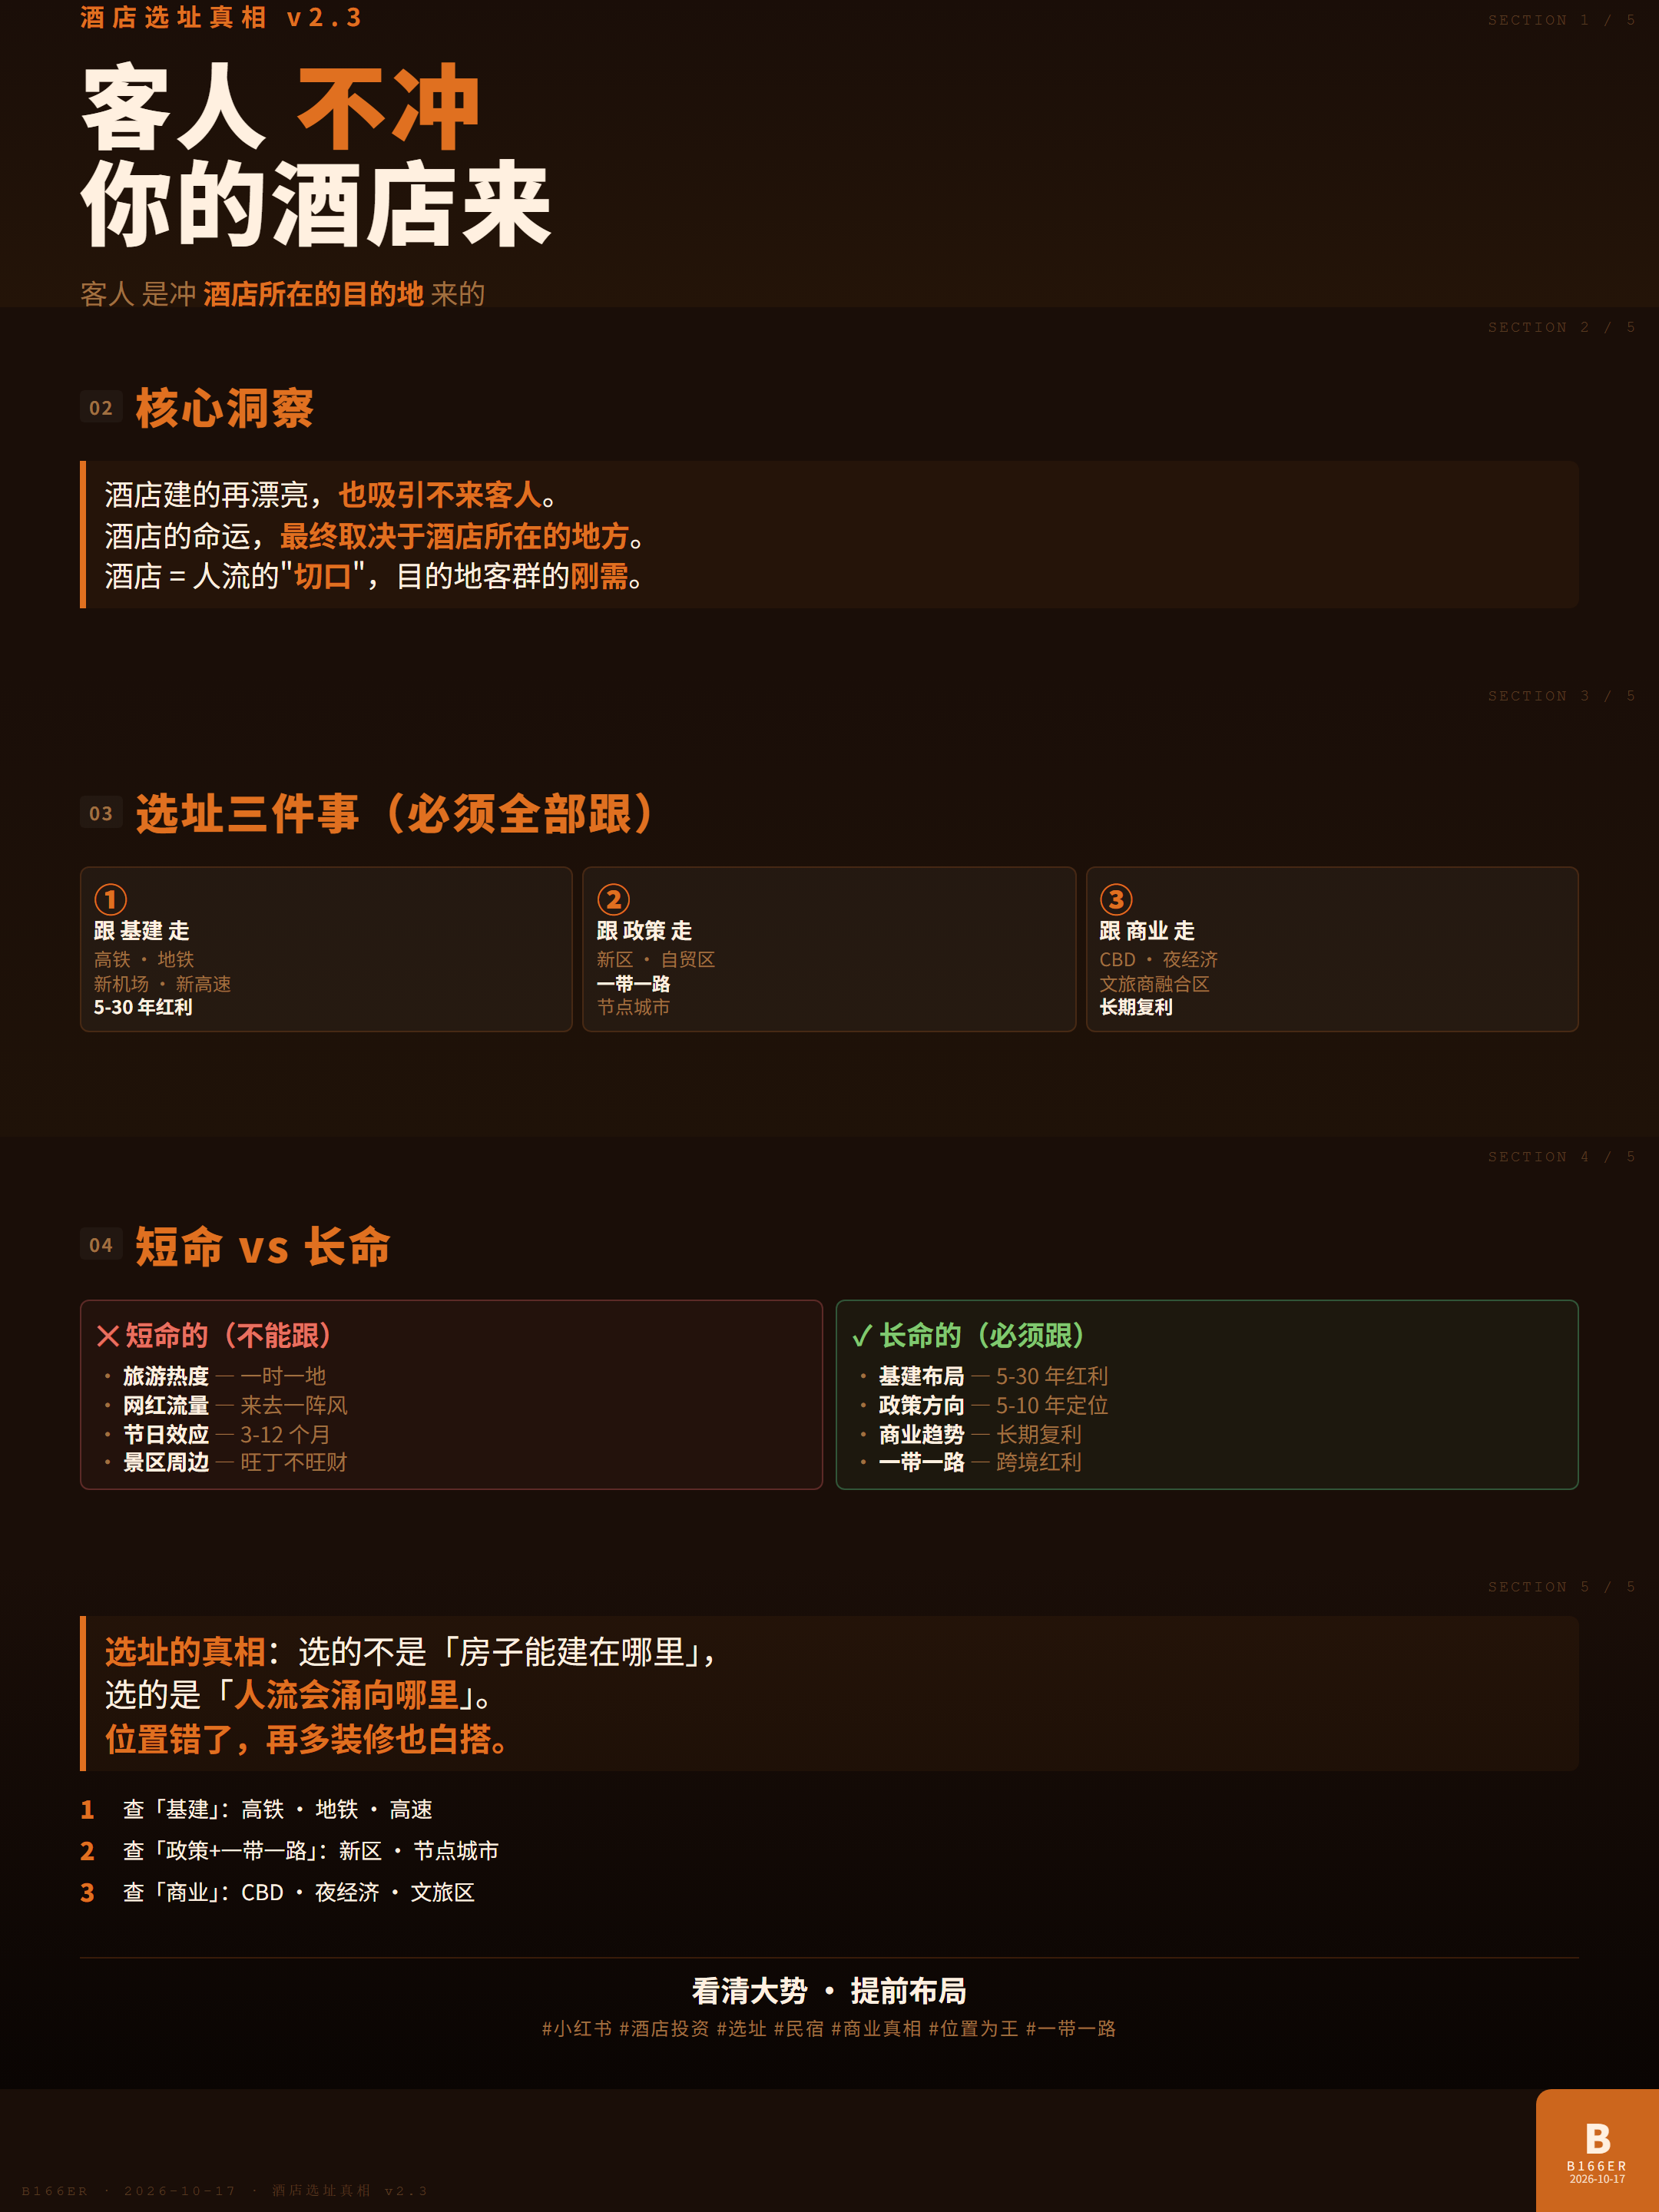 酒店选址真相 v2.3
SECTION 1 / 5
客人 不冲
你的酒店来
客人 是冲 酒店所在的目的地 来的
SECTION 2 / 5
02 核心洞察
酒店建的再漂亮，也吸引不来客人。
酒店的命运，最终取决于酒店所在的地方。
酒店 = 人流的"切口"，目的地客群的刚需。
SECTION 3 / 5
03 选址三件事（必须全部跟）
①
跟 基建 走
高铁 · 地铁
新机场 · 新高速
5-30 年红利
②
跟 政策 走
新区 · 自贸区
一带一路
节点城市
③
跟 商业 走
CBD · 夜经济
文旅商融合区
长期复利
SECTION 4 / 5
04 短命 vs 长命
✕ 短命的（不能跟）
· 旅游热度 — 一时一地
· 网红流量 — 来去一阵风
· 节日效应 — 3-12 个月
· 景区周边 — 旺丁不旺财
✓ 长命的（必须跟）
· 基建布局 — 5-30 年红利
· 政策方向 — 5-10 年定位
· 商业趋势 — 长期复利
· 一带一路 — 跨境红利
SECTION 5 / 5
选址的真相：选的不是「房子能建在哪里」，
选的是「人流会涌向哪里」。
位置错了，再多装修也白搭。
1 查「基建」：高铁 · 地铁 · 高速
2 查「政策+一带一路」：新区 · 节点城市
3 查「商业」：CBD · 夜经济 · 文旅区
看清大势 · 提前布局
#小红书 #酒店投资 #选址 #民宿 #商业真相 #位置为王 #一带一路
B
B166ER
2026-10-17
B166ER · 2026-10-17 · 酒店选址真相 v2.3